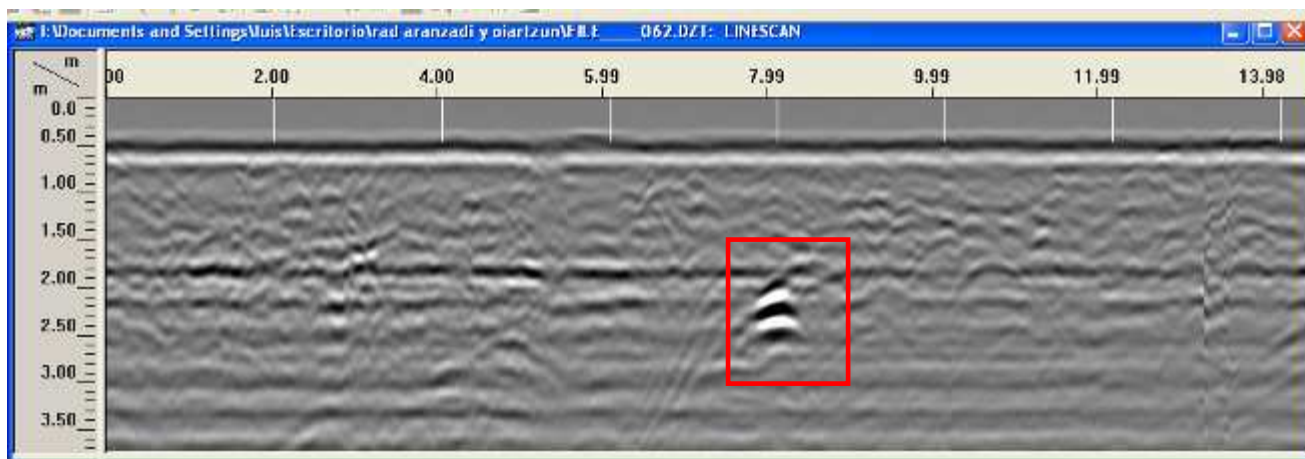 I:\Documents and Settings\luis\Escritorio\rad aranzadi y oiartzun\FILE____062.DZT: LINESCAN
m
m
00 2.00 4.00 5.99 7.99 9.99 11.99 13.98
0.0
0.50
1.00
1.50
2.00
2.50
3.00
3.50